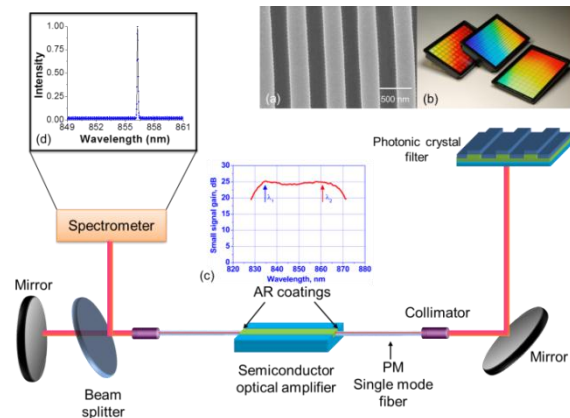 1.00
0.75
0.50
0.25
0.00
Intensity
(d)
849 852 855 858 861
Wavelength (nm)
(a)
500 nm
(b)
Photonic crystal
filter
Spectrometer
30
25
20
15
10
5
0
Small signal gain, dB
λ1
λ2
820 830 840 850 860 870 880
Wavelength, nm
(c)
Mirror
AR coatings
Collimator
Beam
splitter
Semiconductor
optical amplifier
PM
Single mode
fiber
Mirror